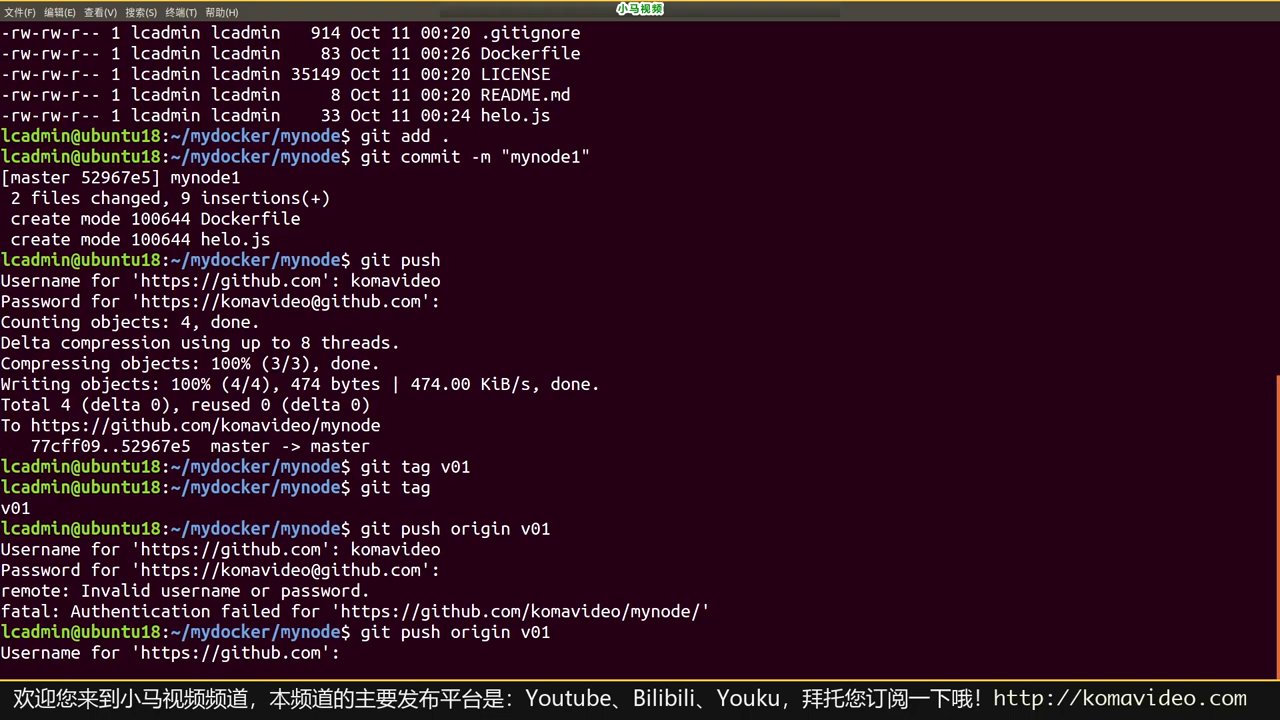 小马视频
文件(F) 编辑(E) 查看(V) 搜索(S) 终端(T) 帮助(H)
-rw-rw-r-- 1 lcadmin lcadmin   914 Oct 11 00:20 .gitignore
-rw-rw-r-- 1 lcadmin lcadmin    83 Oct 11 00:26 Dockerfile
-rw-rw-r-- 1 lcadmin lcadmin 35149 Oct 11 00:20 LICENSE
-rw-rw-r-- 1 lcadmin lcadmin     8 Oct 11 00:20 README.md
-rw-rw-r-- 1 lcadmin lcadmin    33 Oct 11 00:24 helo.js
lcadmin@ubuntu18:~/mydocker/mynode$ git add .
lcadmin@ubuntu18:~/mydocker/mynode$ git commit -m "mynode1"
[master 52967e5] mynode1
 2 files changed, 9 insertions(+)
 create mode 100644 Dockerfile
 create mode 100644 helo.js
lcadmin@ubuntu18:~/mydocker/mynode$ git push
Username for 'https://github.com': komavideo
Password for 'https://komavideo@github.com':
Counting objects: 4, done.
Delta compression using up to 8 threads.
Compressing objects: 100% (3/3), done.
Writing objects: 100% (4/4), 474 bytes | 474.00 KiB/s, done.
Total 4 (delta 0), reused 0 (delta 0)
To https://github.com/komavideo/mynode
   77cff09..52967e5  master -> master
lcadmin@ubuntu18:~/mydocker/mynode$ git tag v01
lcadmin@ubuntu18:~/mydocker/mynode$ git tag
v01
lcadmin@ubuntu18:~/mydocker/mynode$ git push origin v01
Username for 'https://github.com': komavideo
Password for 'https://komavideo@github.com':
remote: Invalid username or password.
fatal: Authentication failed for 'https://github.com/komavideo/mynode/'
lcadmin@ubuntu18:~/mydocker/mynode$ git push origin v01
Username for 'https://github.com':
欢迎您来到小马视频频道，本频道的主要发布平台是：Youtube、Bilibili、Youku，拜托您订阅一下哦！http://komavideo.com